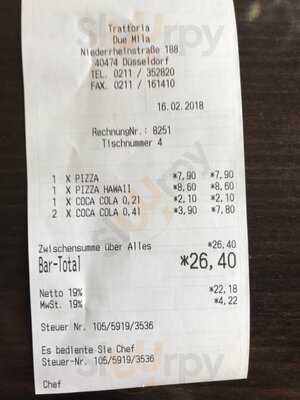 Trattoria
Due Mila
Niederrheinstraße 188
40474 Düsseldorf
TEL. 0211 / 352820
FAX. 0211 / 161410
16.02.2018
RechnungNr.: 8251
Tischnummer 4
1 X PIZZA *7,90 *7,90
1 X PIZZA HAWAII *8,60 *8,60
1 X COCA COLA 0,2l *2,10 *2,10
2 X COCA COLA 0,4l *3,90 *7,80
Zwischensumme über Alles *26,40
Bar-Total *26,40
Netto 19% *22,18
MwSt. 19% *4,22
Steuer Nr. 105/5919/3536
Es bediente Sie Chef
Steuer-Nr. 105/5919/3536
Chef